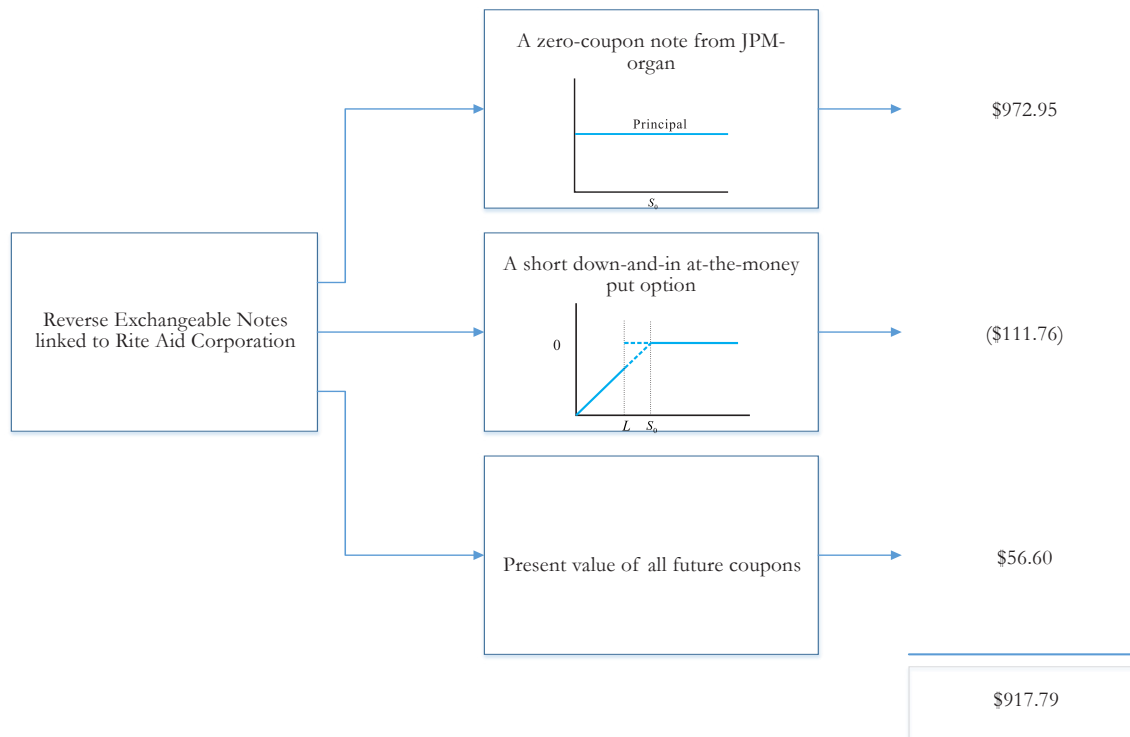 A zero-coupon note from JPM-
organ
Principal
S₀
$972.95
Reverse Exchangeable Notes
linked to Rite Aid Corporation
A short down-and-in at-the-money
put option
0
L S₀
($111.76)
Present value of all future coupons
$56.60
$917.79